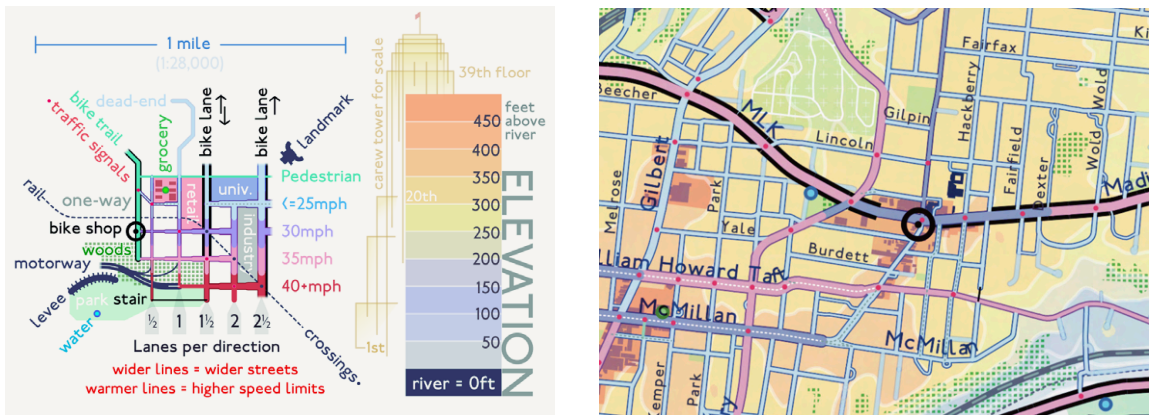 1 mile
(1:28,000)
dead-end
bike trail
traffic signals
grocery
bike lane
bike lane
Landmark
retail
univ.
industry
Pedestrian
rail
one-way
<=25mph
bike shop
30mph
woods
35mph
motorway
40+mph
levee
park
stair
water
½ 1 1½ 2 2½
crossings
Lanes per direction
wider lines = wider streets
warmer lines = higher speed limits
carew tower for scale
39th floor
20th
1st
feet
above
river
450
400
350
300
250
200
150
100
50
river = 0ft
ELEVATION
Fairfax
Beecher
MLK
Gilpin
Hackberry
Wold
Lincoln
Gilbert
Melrose
Park
Fairfield
Dexter
Wold
Yale
Burdett
lliam Howard Taft
McMillan
McMillan
emper
Park